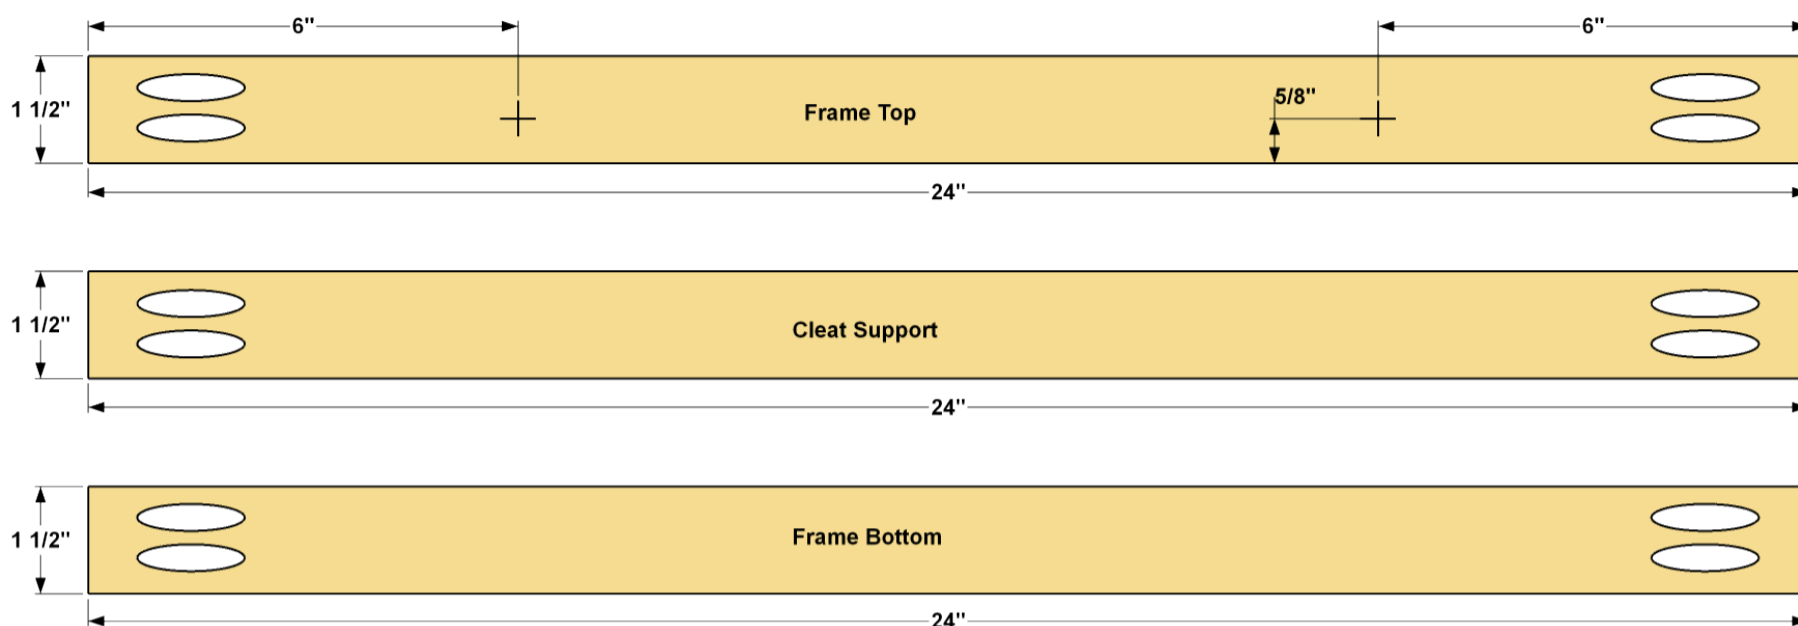 6" 6"
5/8"
1 1/2" Frame Top
24"
1 1/2" Cleat Support
24"
1 1/2" Frame Bottom
24"